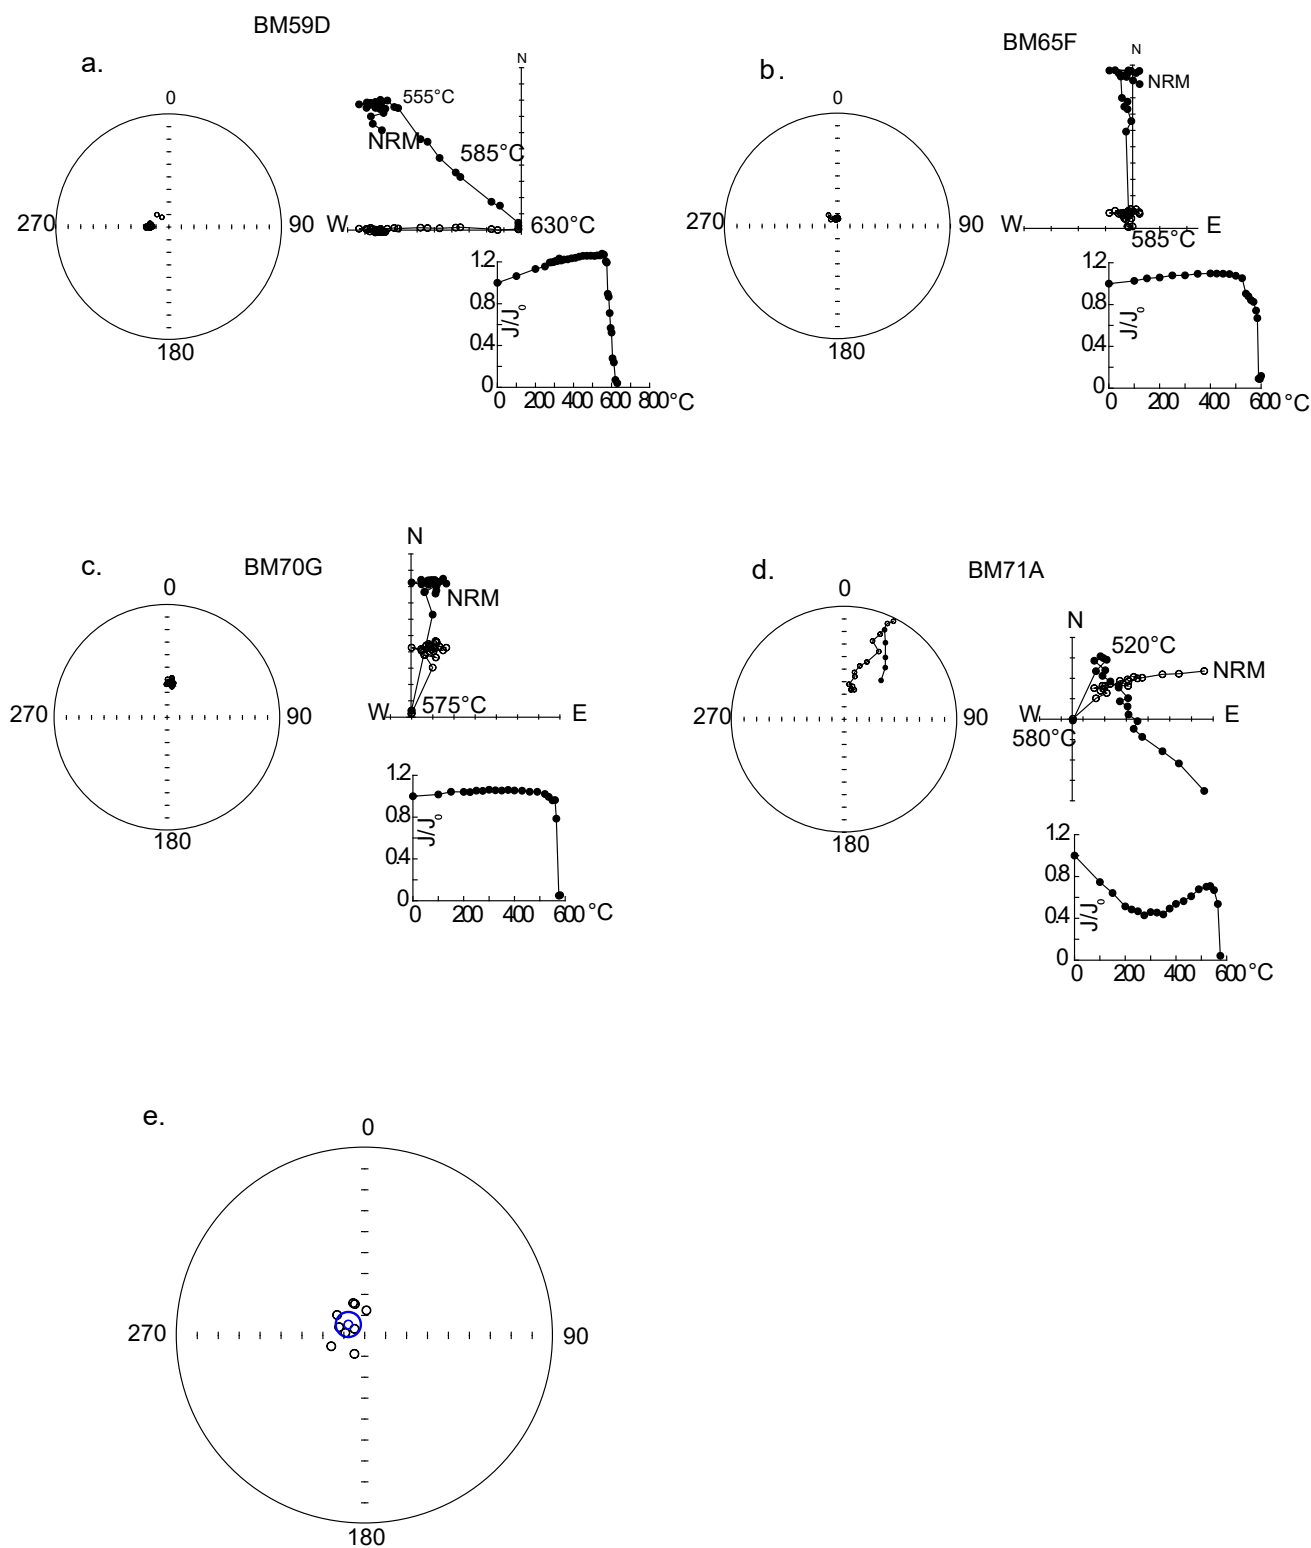 BM59D
a.
0
270
90
180
N
555°C
NRM
585°C
W
630°C
1.2
0.8
0.4
0
J/J₀
0 200 400 600 800°C
BM65F
b.
0
270
90
180
N
NRM
W
E
585°C
1.2
0.8
0.4
0
J/J₀
0 200 400 600°C
c.
BM70G
0
270
90
180
N
NRM
W
E
575°C
1.2
0.8
0.4
0
J/J₀
0 200 400 600°C
d.
BM71A
0
270
90
180
N
520°C
NRM
W
E
580°C
1.2
0.8
0.4
0
J/J₀
0 200 400 600°C
e.
0
270
90
180